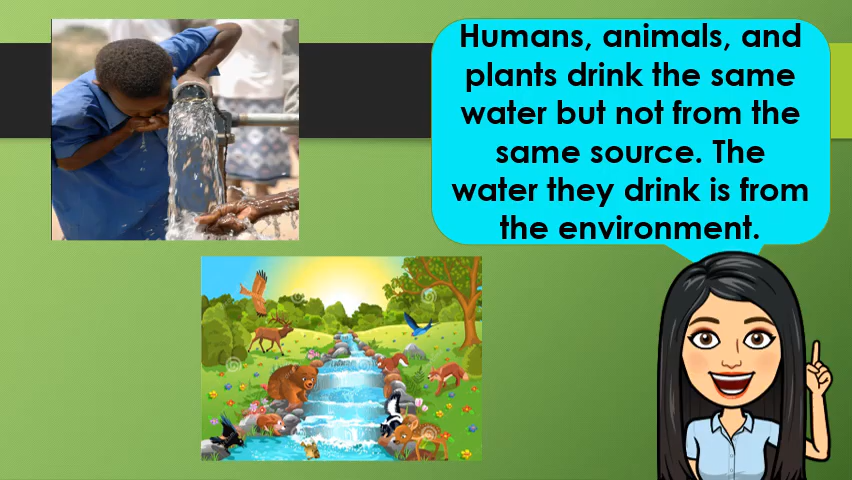 Humans, animals, and
plants drink the same
water but not from the
same source. The
water they drink is from
the environment.